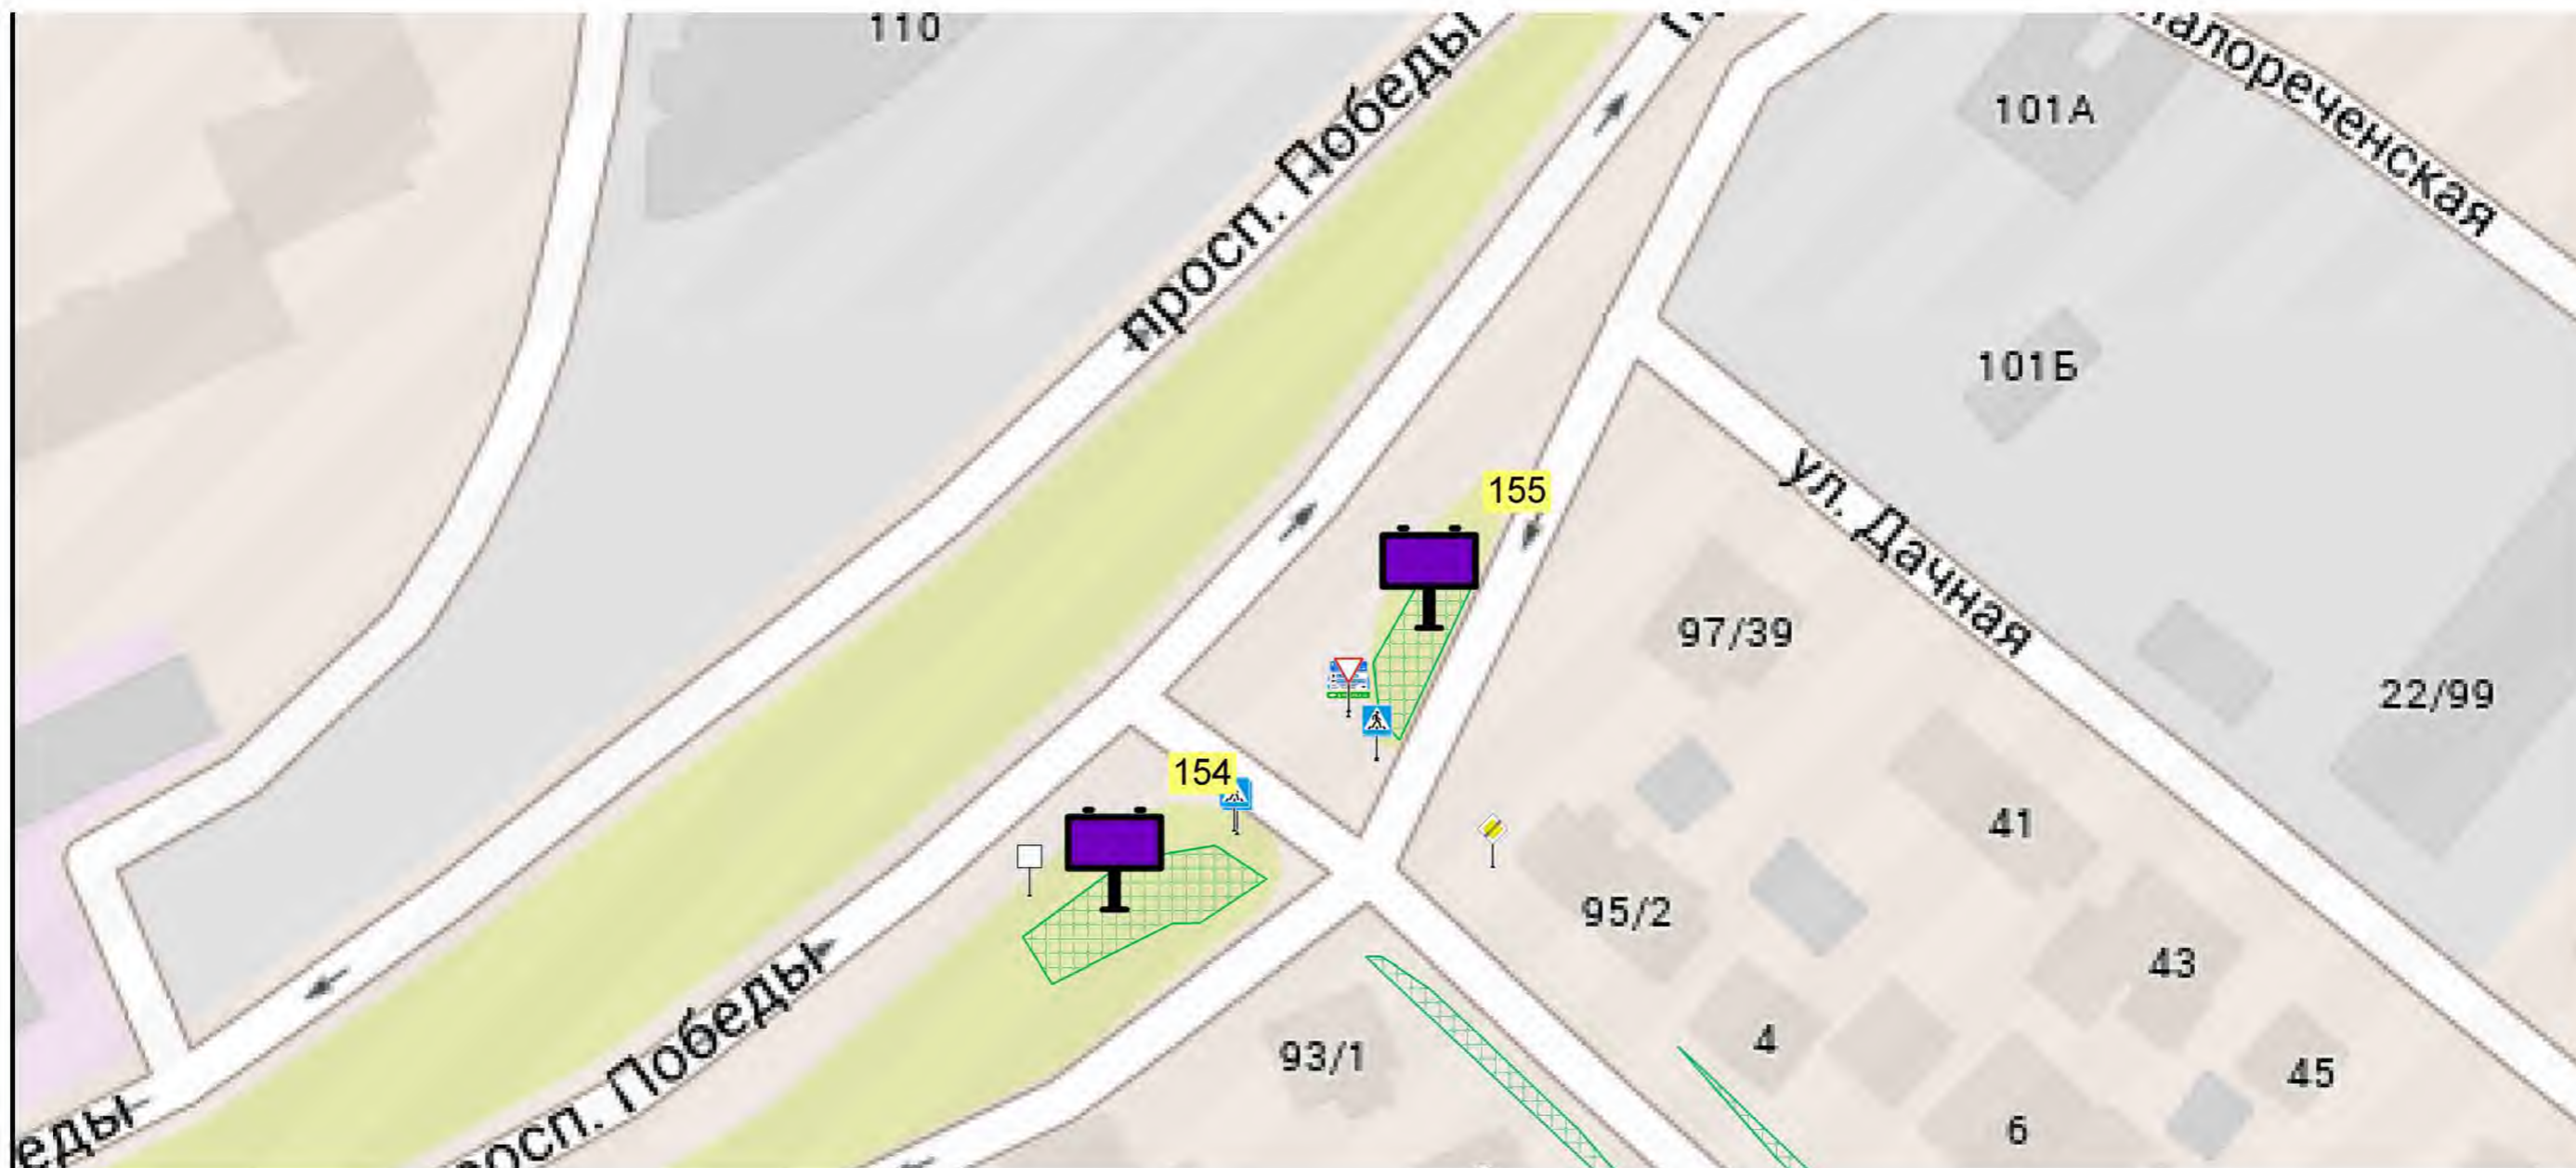 110
просп. Победы
алореченская
101А
101Б
155
ул. Дачная
97/39
22/99
154
41
95/2
43
просп. Победы
93/1
4
45
6
еды